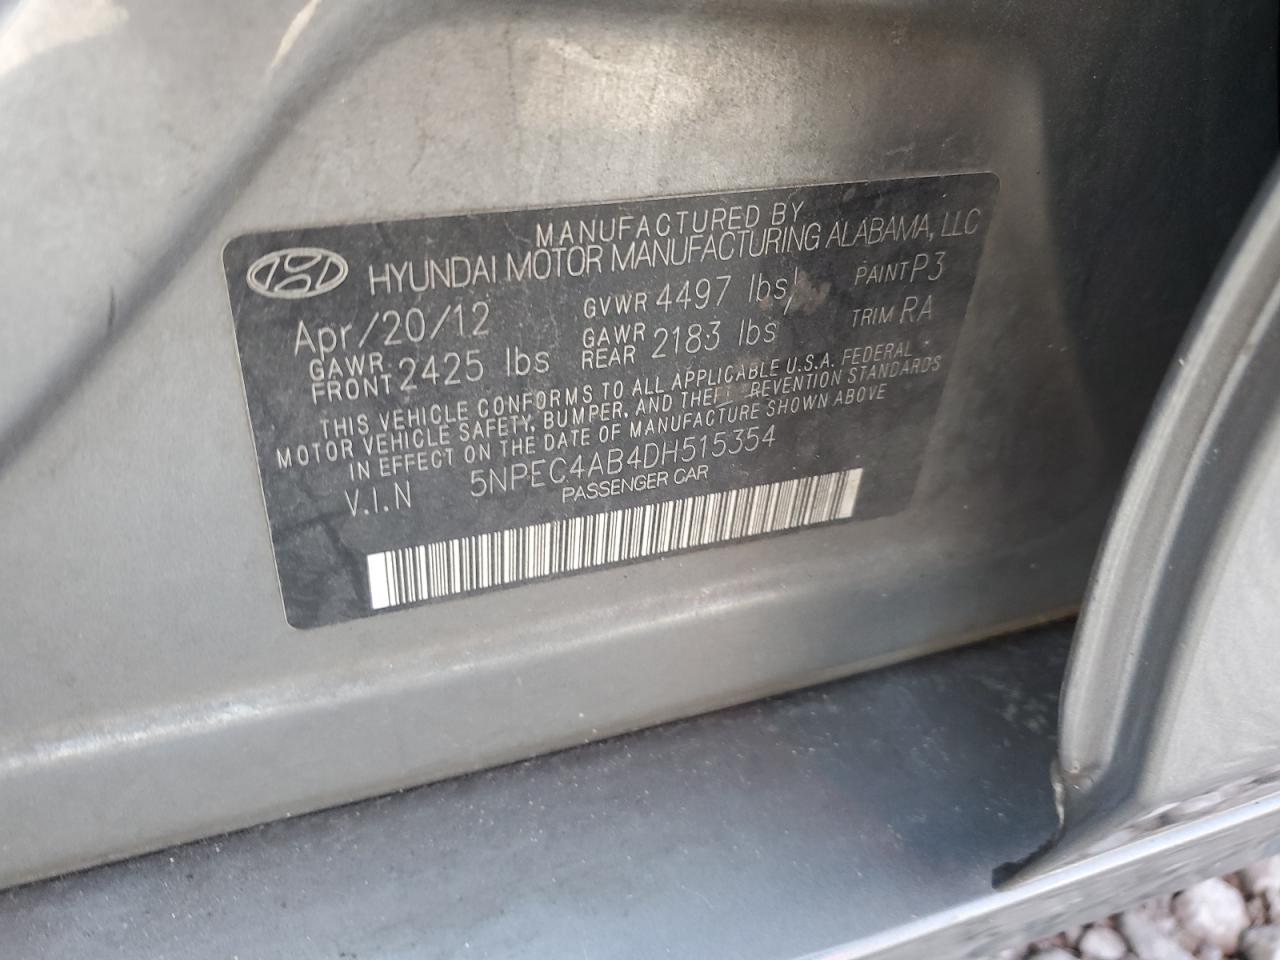 MANUFACTURED BY
HYUNDAI MOTOR MANUFACTURING ALABAMA, LLC
Apr/20/12 GVWR 4497 lbs PAINT P3
GAWR FRONT 2425 lbs GAWR REAR 2183 lbs TRIM RA
THIS VEHICLE CONFORMS TO ALL APPLICABLE U.S.A. FEDERAL
MOTOR VEHICLE SAFETY, BUMPER, AND THEFT PREVENTION STANDARDS
IN EFFECT ON THE DATE OF MANUFACTURE SHOWN ABOVE
V.I.N 5NPEC4AB4DH515354
PASSENGER CAR